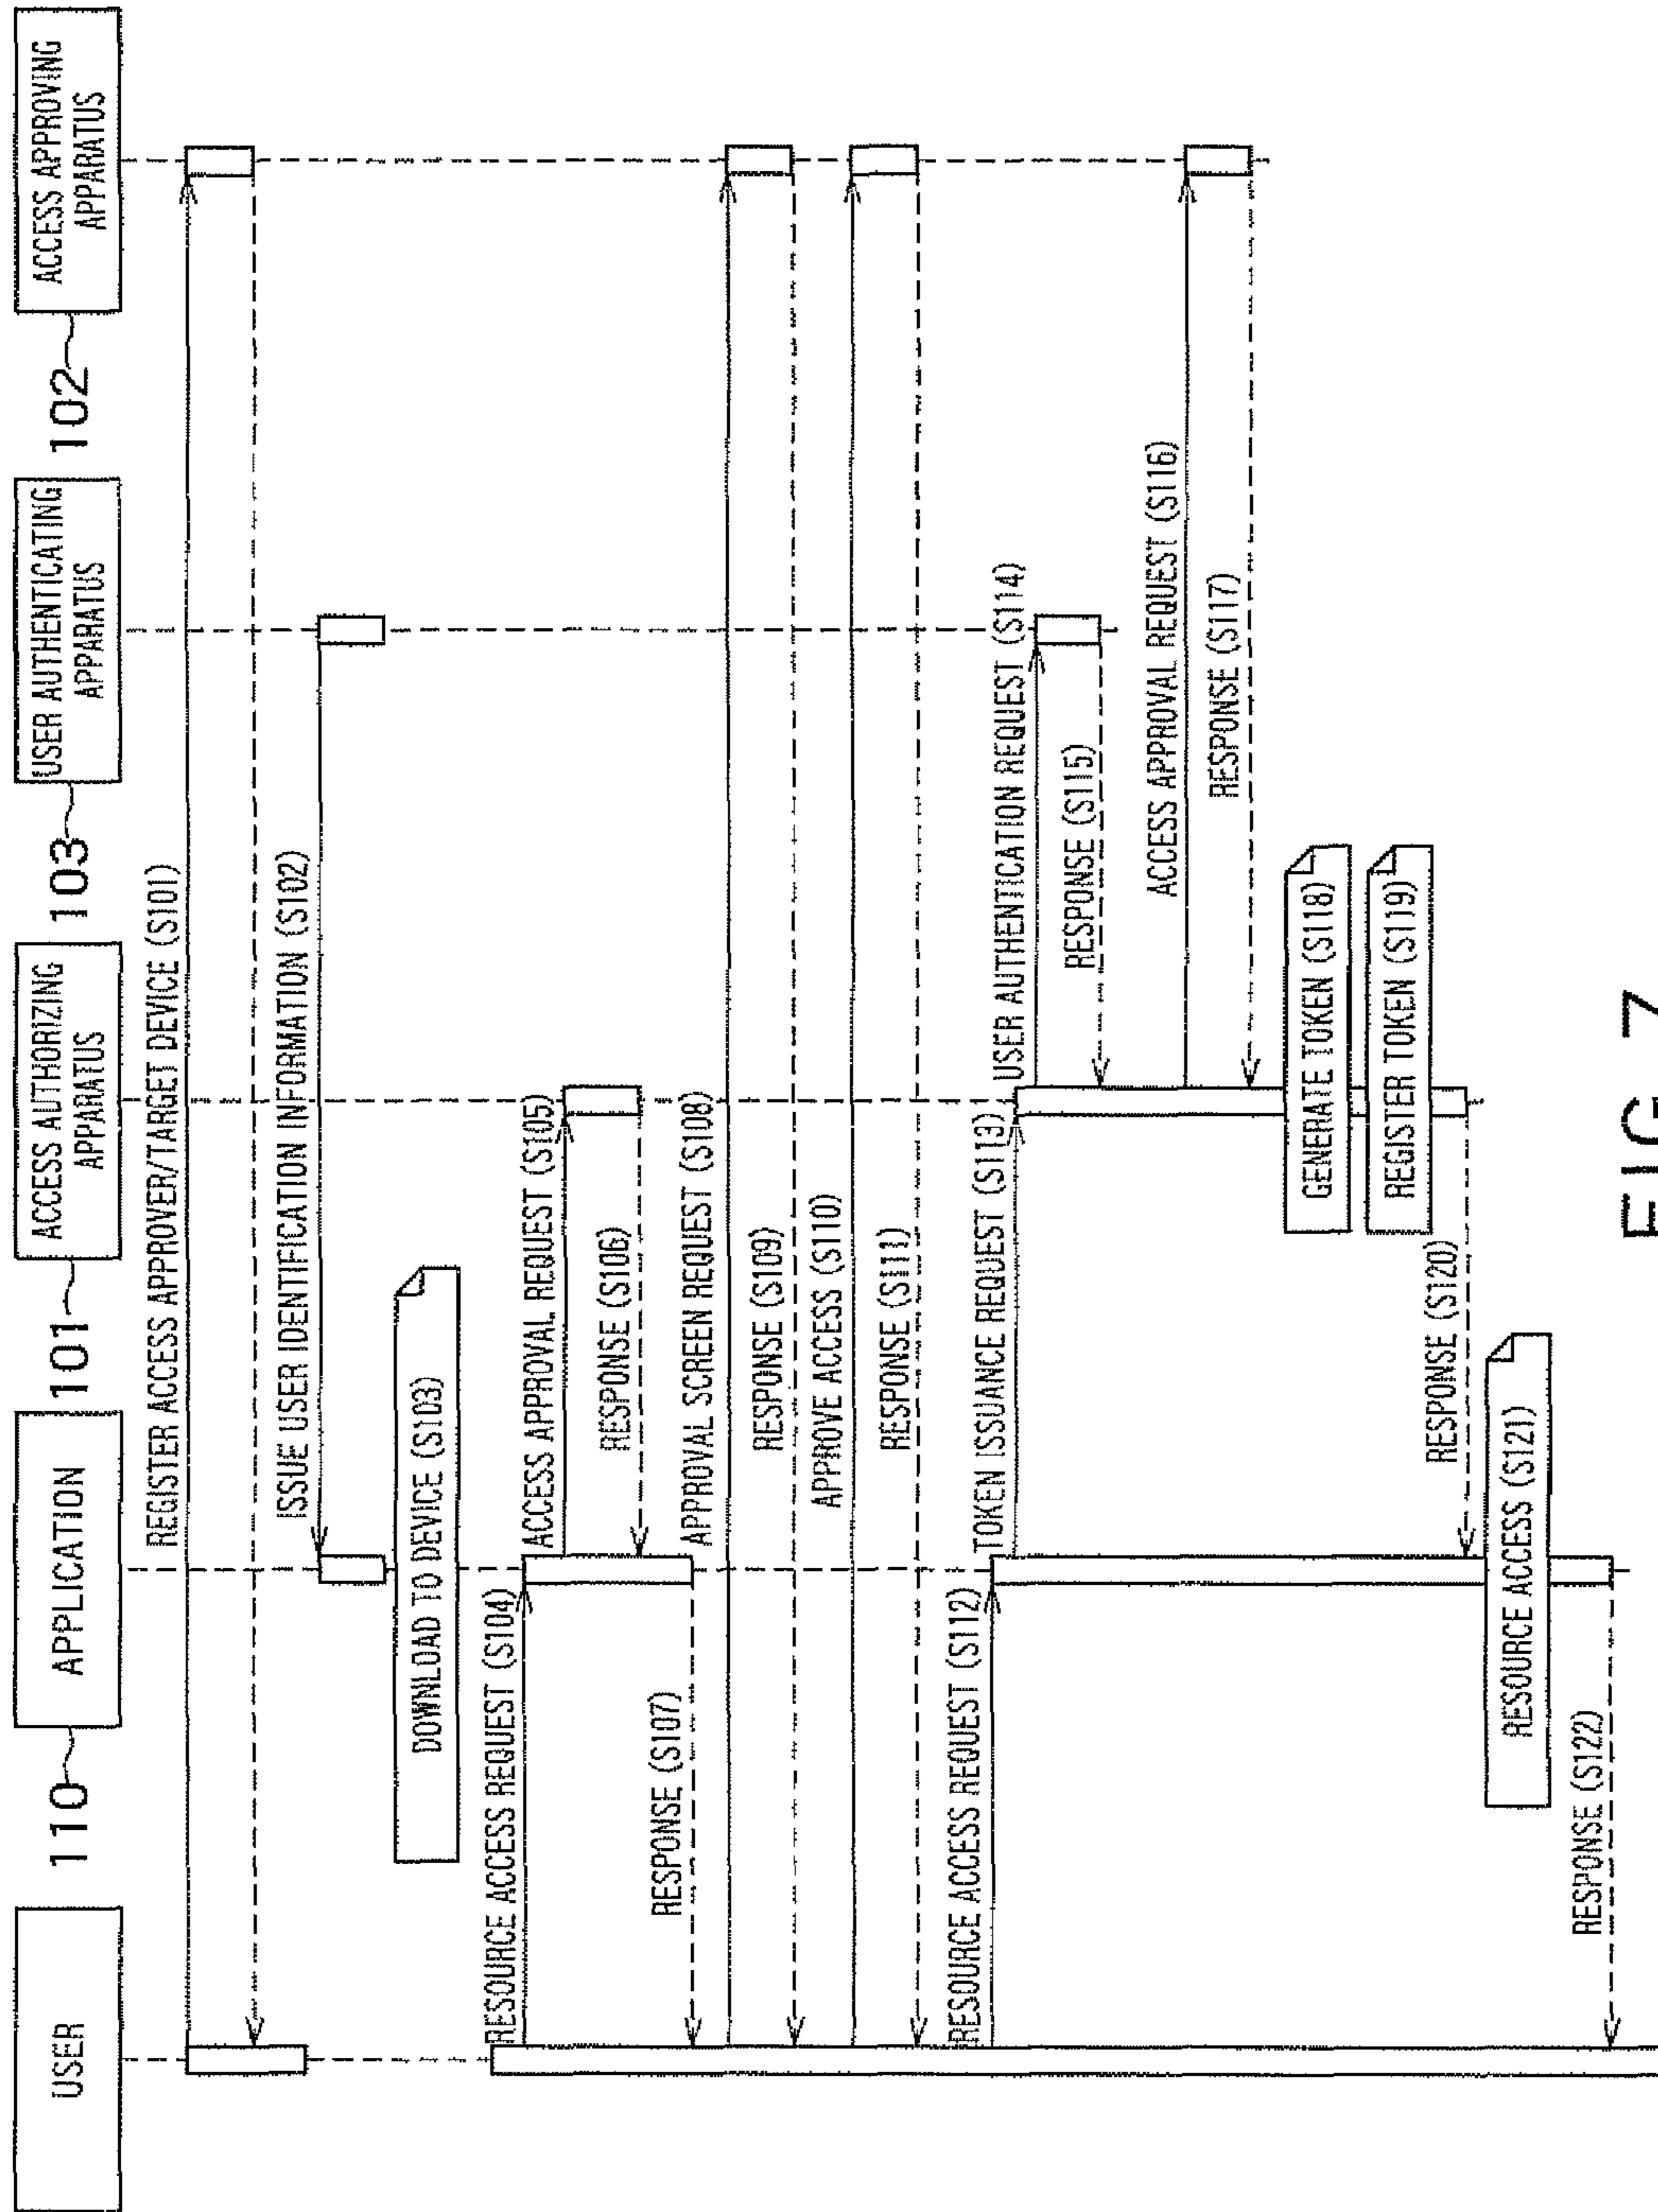 USER
110
APPLICATION
101
ACCESS AUTHORIZING
APPARATUS
103
USER AUTHENTICATING
APPARATUS
102
ACCESS APPROVING
APPARATUS
REGISTER ACCESS APPROVER/TARGET DEVICE (S101)
ISSUE USER IDENTIFICATION INFORMATION (S102)
DOWNLOAD TO DEVICE (S103)
RESOURCE ACCESS REQUEST (S104)
ACCESS APPROVAL REQUEST (S105)
RESPONSE (S106)
RESPONSE (S107)
APPROVAL SCREEN REQUEST (S108)
RESPONSE (S109)
APPROVE ACCESS (S110)
RESPONSE (S111)
RESOURCE ACCESS REQUEST (S112)
TOKEN ISSUANCE REQUEST (S113)
USER AUTHENTICATION REQUEST (S114)
RESPONSE (S115)
ACCESS APPROVAL REQUEST (S116)
RESPONSE (S117)
GENERATE TOKEN (S118)
REGISTER TOKEN (S119)
RESPONSE (S120)
RESOURCE ACCESS (S121)
RESPONSE (S122)
FIG. 7